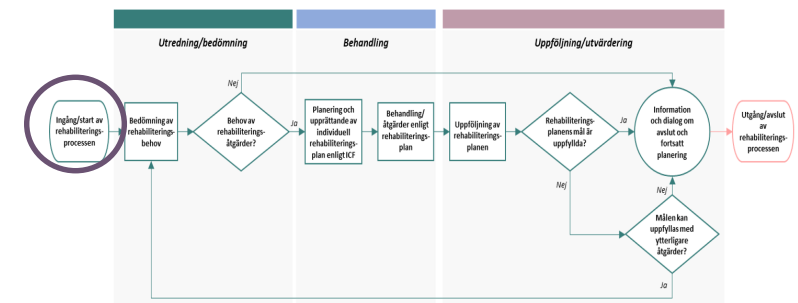 Utredning/bedömning
Behandling
Uppföljning/utvärdering
Ingång/start av
rehabiliterings-
processen
Bedömning av
rehabiliterings-
behov
Nej
Behov av
rehabiliterings-
åtgärder?
Ja
Planering och
upprättande av
individuell
rehabiliterings-
plan enligt ICF
Behandling/
åtgärder enligt
rehabiliterings-
plan
Uppföljning av
rehabiliterings-
planen
Rehabiliterings-
planens mål är
uppfyllda?
Ja
Nej
Information
och dialog om
avslut och
fortsatt
planering
Utgång/avslut
av
rehabiliterings-
processen
Nej
Målen kan
uppfyllas med
ytterligare
åtgärder?
Ja